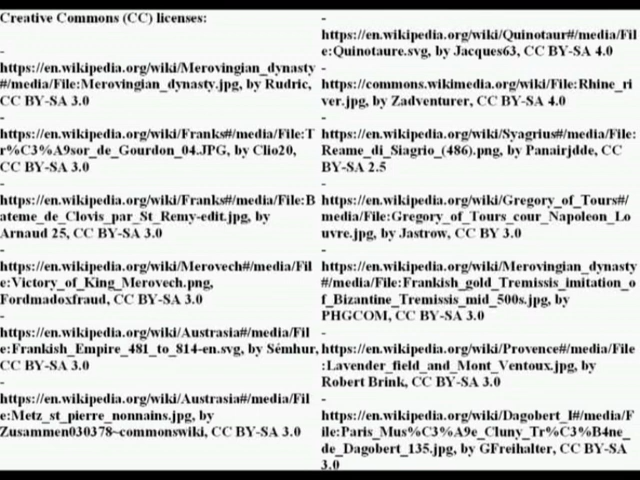 Creative Commons (CC) licenses:
-
https://en.wikipedia.org/wiki/Merovingian_dynasty
#/media/File:Merovingian_dynasty.jpg, by Rudric,
CC BY-SA 3.0
-
https://en.wikipedia.org/wiki/Franks#/media/File:T
r%C3%A9sor_de_Gourdon_04.JPG, by Clio20,
CC BY-SA 3.0
-
https://en.wikipedia.org/wiki/Franks#/media/File:B
ateme_de_Clovis_par_St_Remy-edit.jpg, by
Arnaud 25, CC BY-SA 3.0
-
https://en.wikipedia.org/wiki/Merovech#/media/Fil
e:Victory_of_King_Merovech.png,
Fordmadoxfraud, CC BY-SA 3.0
-
https://en.wikipedia.org/wiki/Austrasia#/media/Fil
e:Frankish_Empire_481_to_814-en.svg, by Sémhur,
CC BY-SA 3.0
-
https://en.wikipedia.org/wiki/Austrasia#/media/Fil
e:Metz_st_pierre_nonnains.jpg, by
Zusammen030378~commonswiki, CC BY-SA 3.0
-
https://en.wikipedia.org/wiki/Quinotaur#/media/Fil
e:Quinotaure.svg, by Jacques63, CC BY-SA 4.0
-
https://commons.wikimedia.org/wiki/File:Rhine_ri
ver.jpg, by Zadventurer, CC BY-SA 4.0
-
https://en.wikipedia.org/wiki/Syagrius#/media/File:
Reame_di_Siagrio_(486).png, by Panairjdde, CC
BY-SA 2.5
-
https://en.wikipedia.org/wiki/Gregory_of_Tours#/
media/File:Gregory_of_Tours_cour_Napoleon_Lo
uvre.jpg, by Jastrow, CC BY 3.0
-
https://en.wikipedia.org/wiki/Merovingian_dynasty
#/media/File:Frankish_gold_Tremissis_imitation_o
f_Bizantine_Tremissis_mid_500s.jpg, by
PHGCOM, CC BY-SA 3.0
-
https://en.wikipedia.org/wiki/Provence#/media/File
:Lavender_field_and_Mont_Ventoux.jpg, by
Robert Brink, CC BY-SA 3.0
-
https://en.wikipedia.org/wiki/Dagobert_I#/media/F
ile:Paris_Mus%C3%A9e_Cluny_Tr%C3%B4ne_
de_Dagobert_135.jpg, by GFreihalter, CC BY-SA
3.0